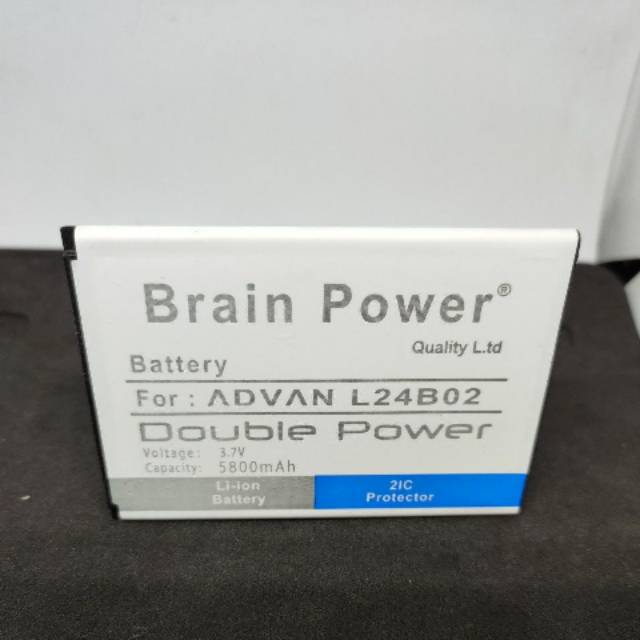 Brain Power®
Quality L.td
Battery
For : ADVAN L24B02
Double Power
Voltage: 3.7V
Capacity: 5800mAh
Li-ion
Battery
2IC
Protector